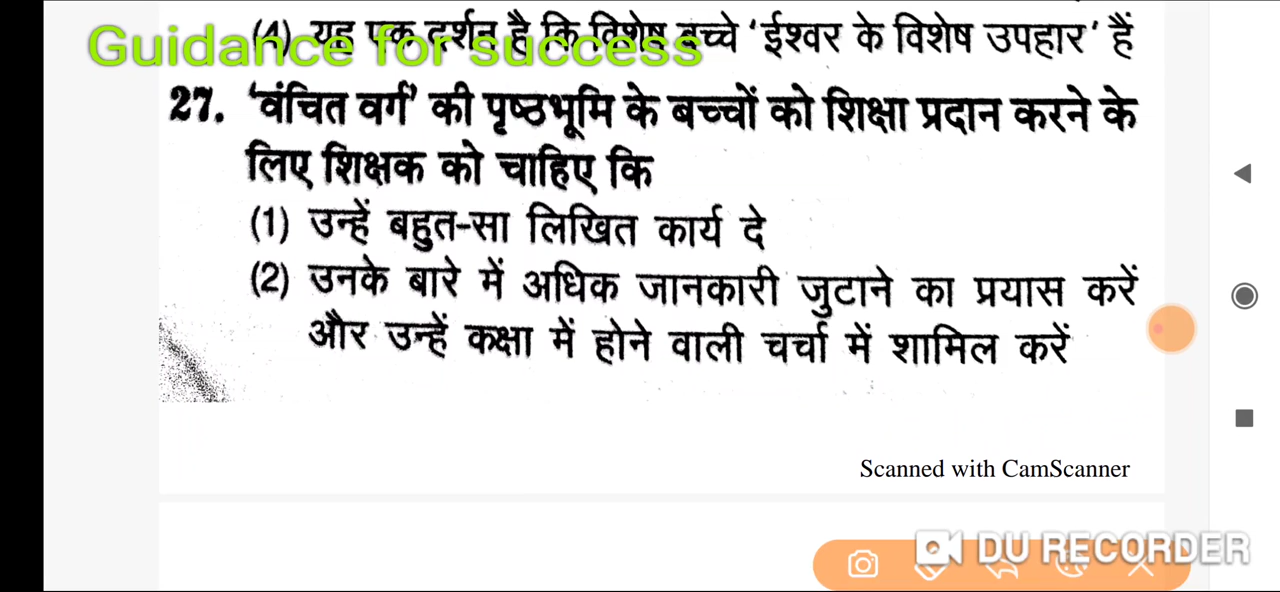 (4) यह एक दर्शन है कि विशेष बच्चे ‘ईश्वर के विशेष उपहार’ हैं
Guidance for success
27. ‘वंचित वर्ग’ की पृष्ठभूमि के बच्चों को शिक्षा प्रदान करने के
लिए शिक्षक को चाहिए कि
(1) उन्हें बहुत-सा लिखित कार्य दे
(2) उनके बारे में अधिक जानकारी जुटाने का प्रयास करें
और उन्हें कक्षा में होने वाली चर्चा में शामिल करें
Scanned with CamScanner
DU RECORDER